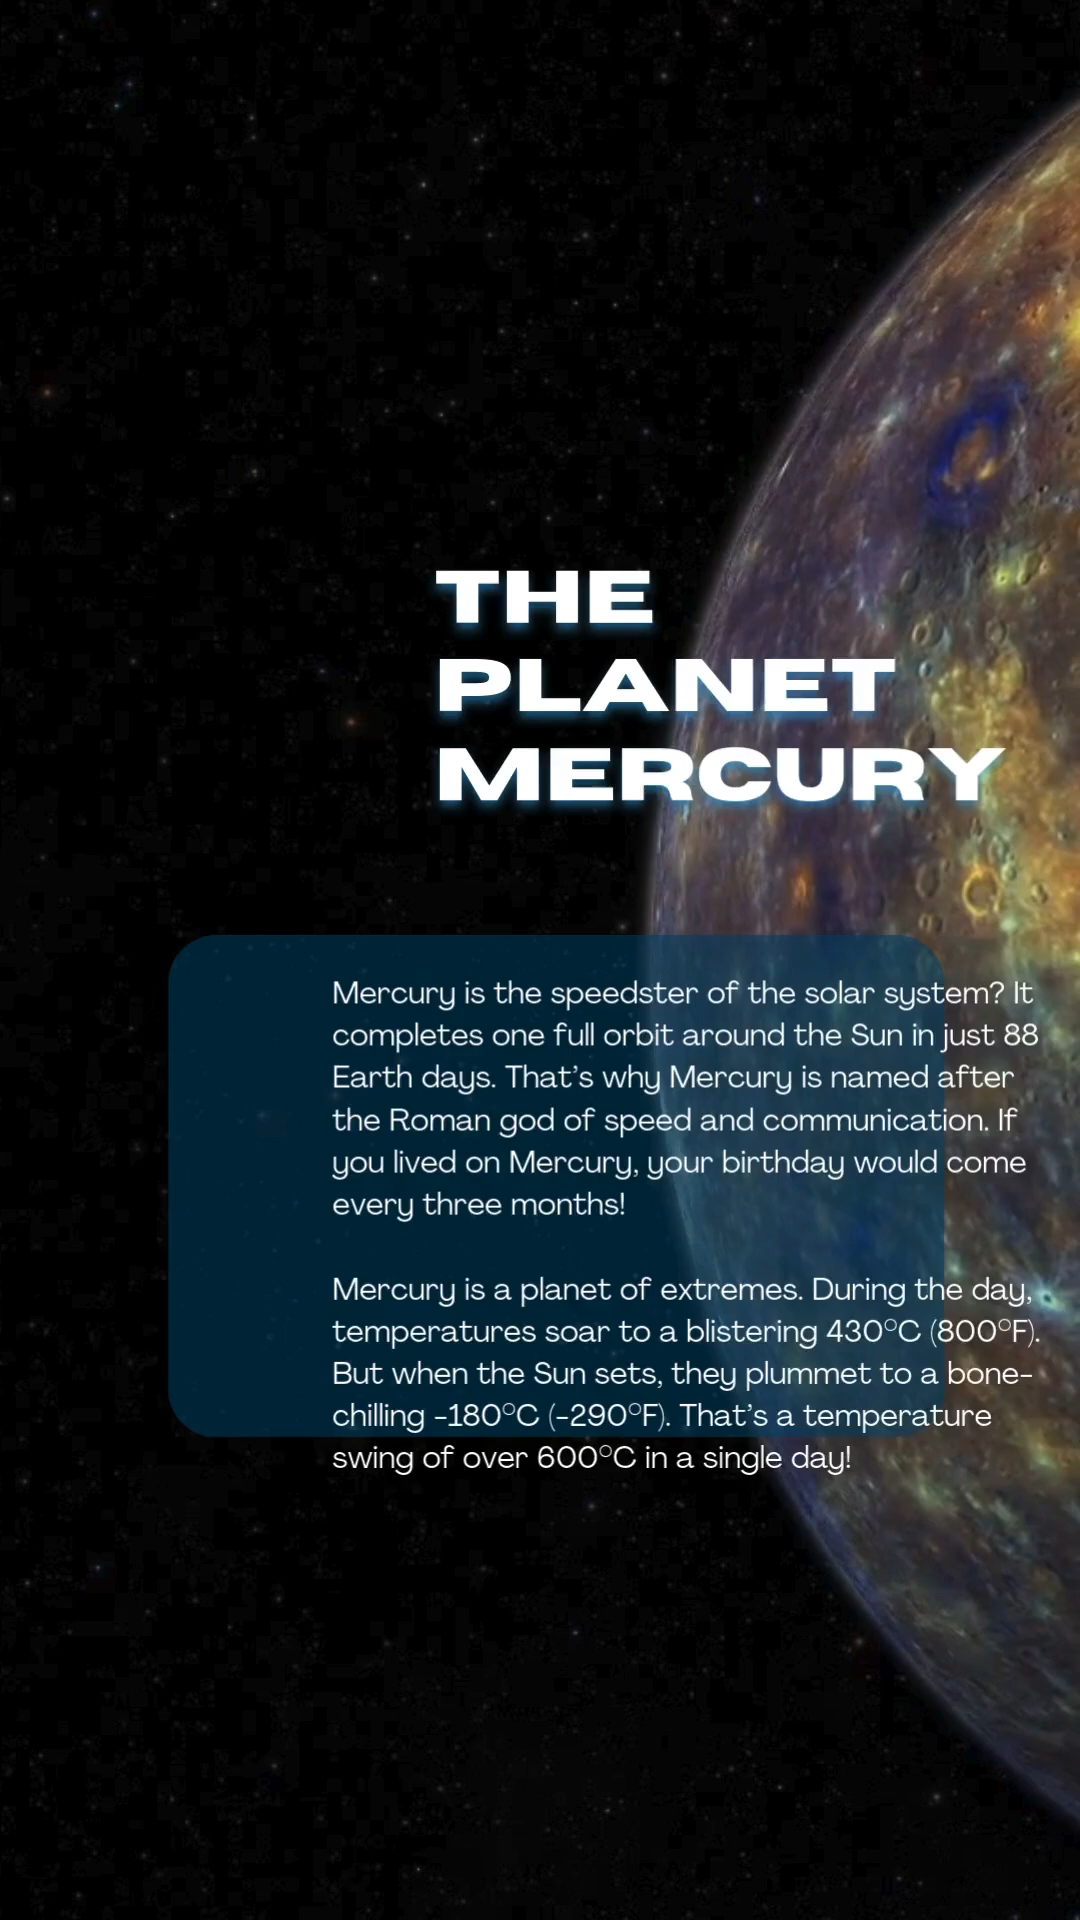 THE
PLANET
MERCURY
Mercury is the speedster of the solar system? It
completes one full orbit around the Sun in just 88
Earth days. That’s why Mercury is named after
the Roman god of speed and communication. If
you lived on Mercury, your birthday would come
every three months!
Mercury is a planet of extremes. During the day,
temperatures soar to a blistering 430°C (800°F).
But when the Sun sets, they plummet to a bone-
chilling -180°C (-290°F). That’s a temperature
swing of over 600°C in a single day!